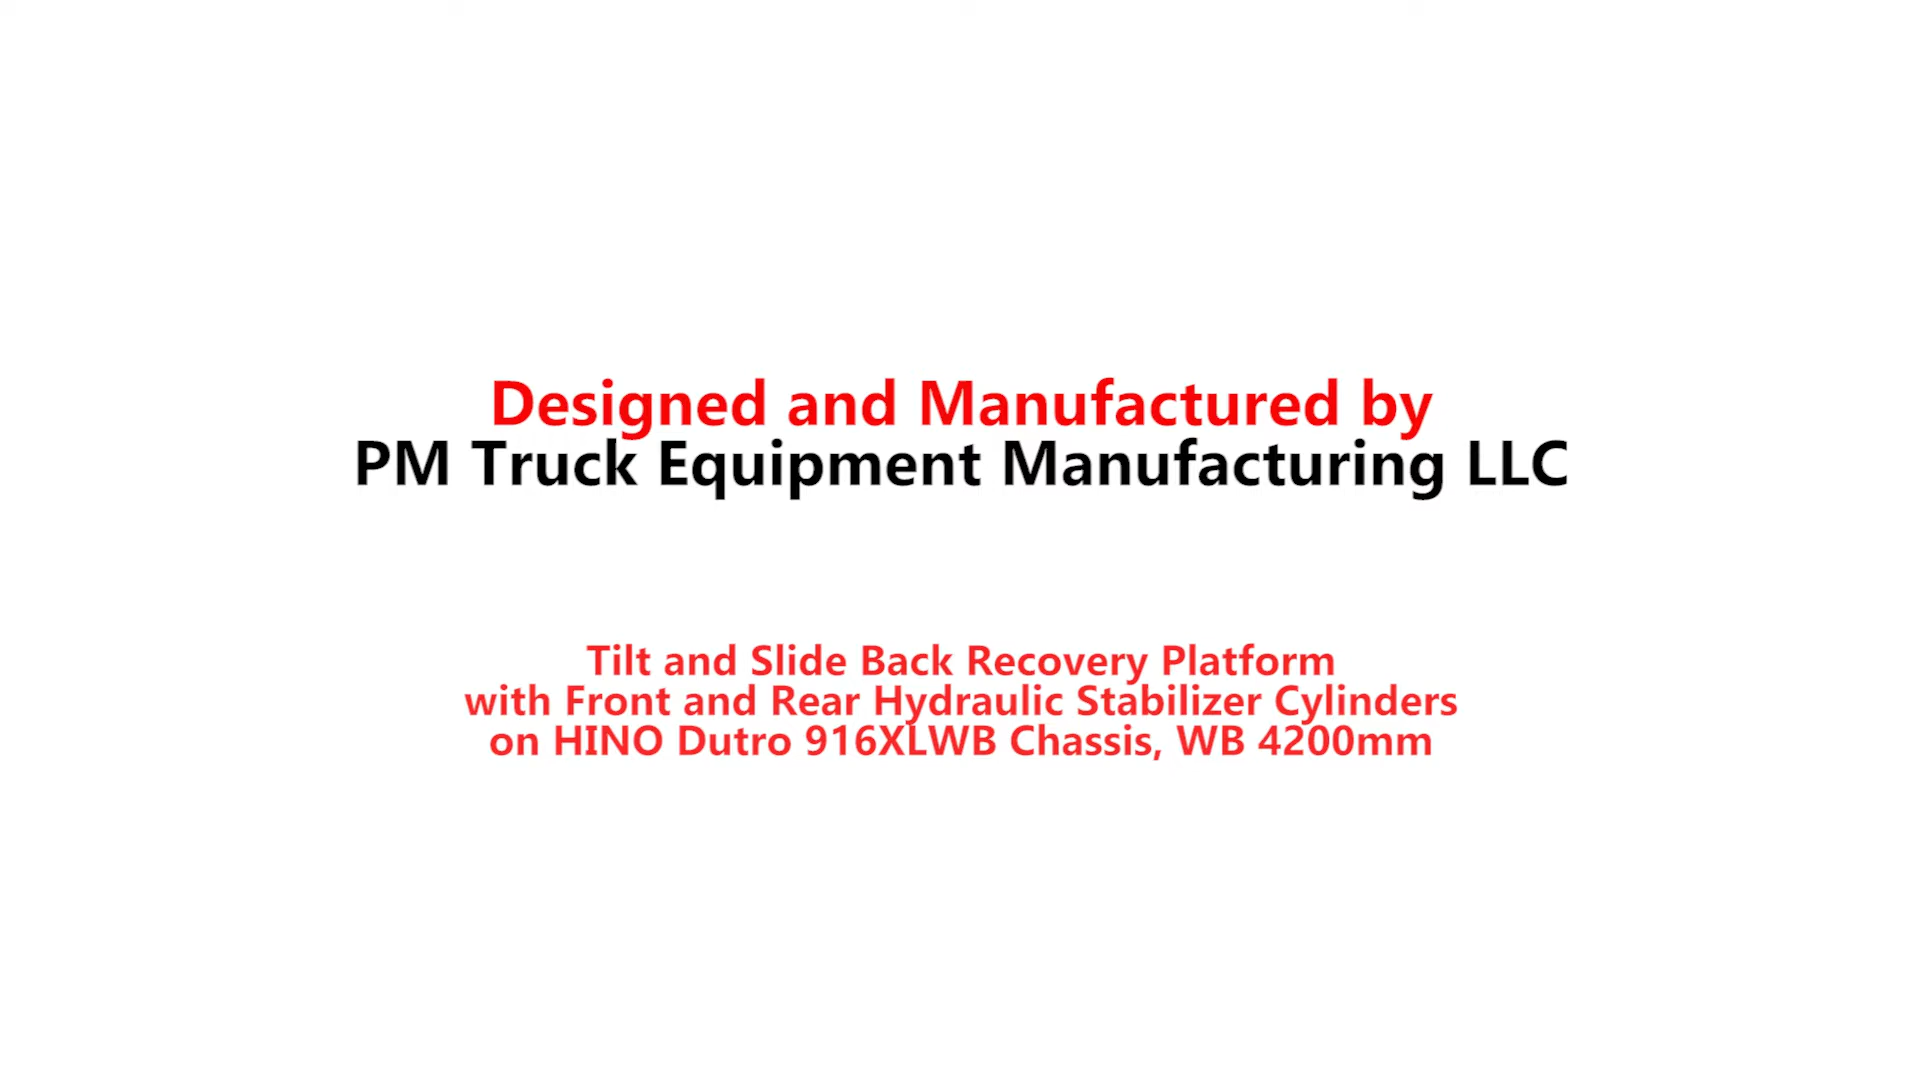 Designed and Manufactured by
PM Truck Equipment Manufacturing LLC
Tilt and Slide Back Recovery Platform
with Front and Rear Hydraulic Stabilizer Cylinders
on HINO Dutro 916XLWB Chassis, WB 4200mm